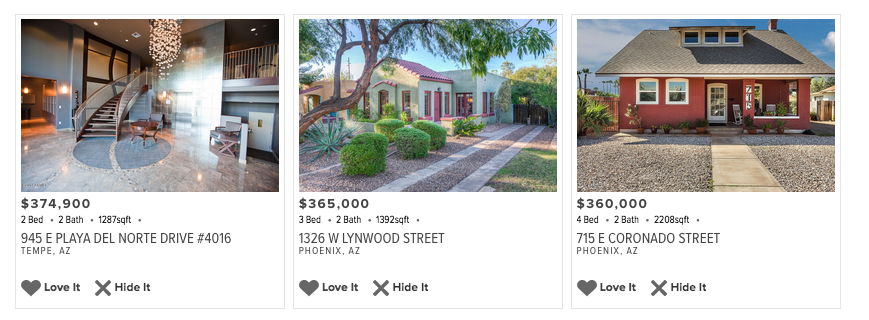 $374,900
2 Bed • 2 Bath • 1287sqft •
945 E PLAYA DEL NORTE DRIVE #4016
TEMPE, AZ
Love It Hide It
715
$365,000
3 Bed • 2 Bath • 1392sqft •
1326 W LYNWOOD STREET
PHOENIX, AZ
Love It Hide It
$360,000
4 Bed • 2 Bath • 2208sqft •
715 E CORONADO STREET
PHOENIX, AZ
Love It Hide It